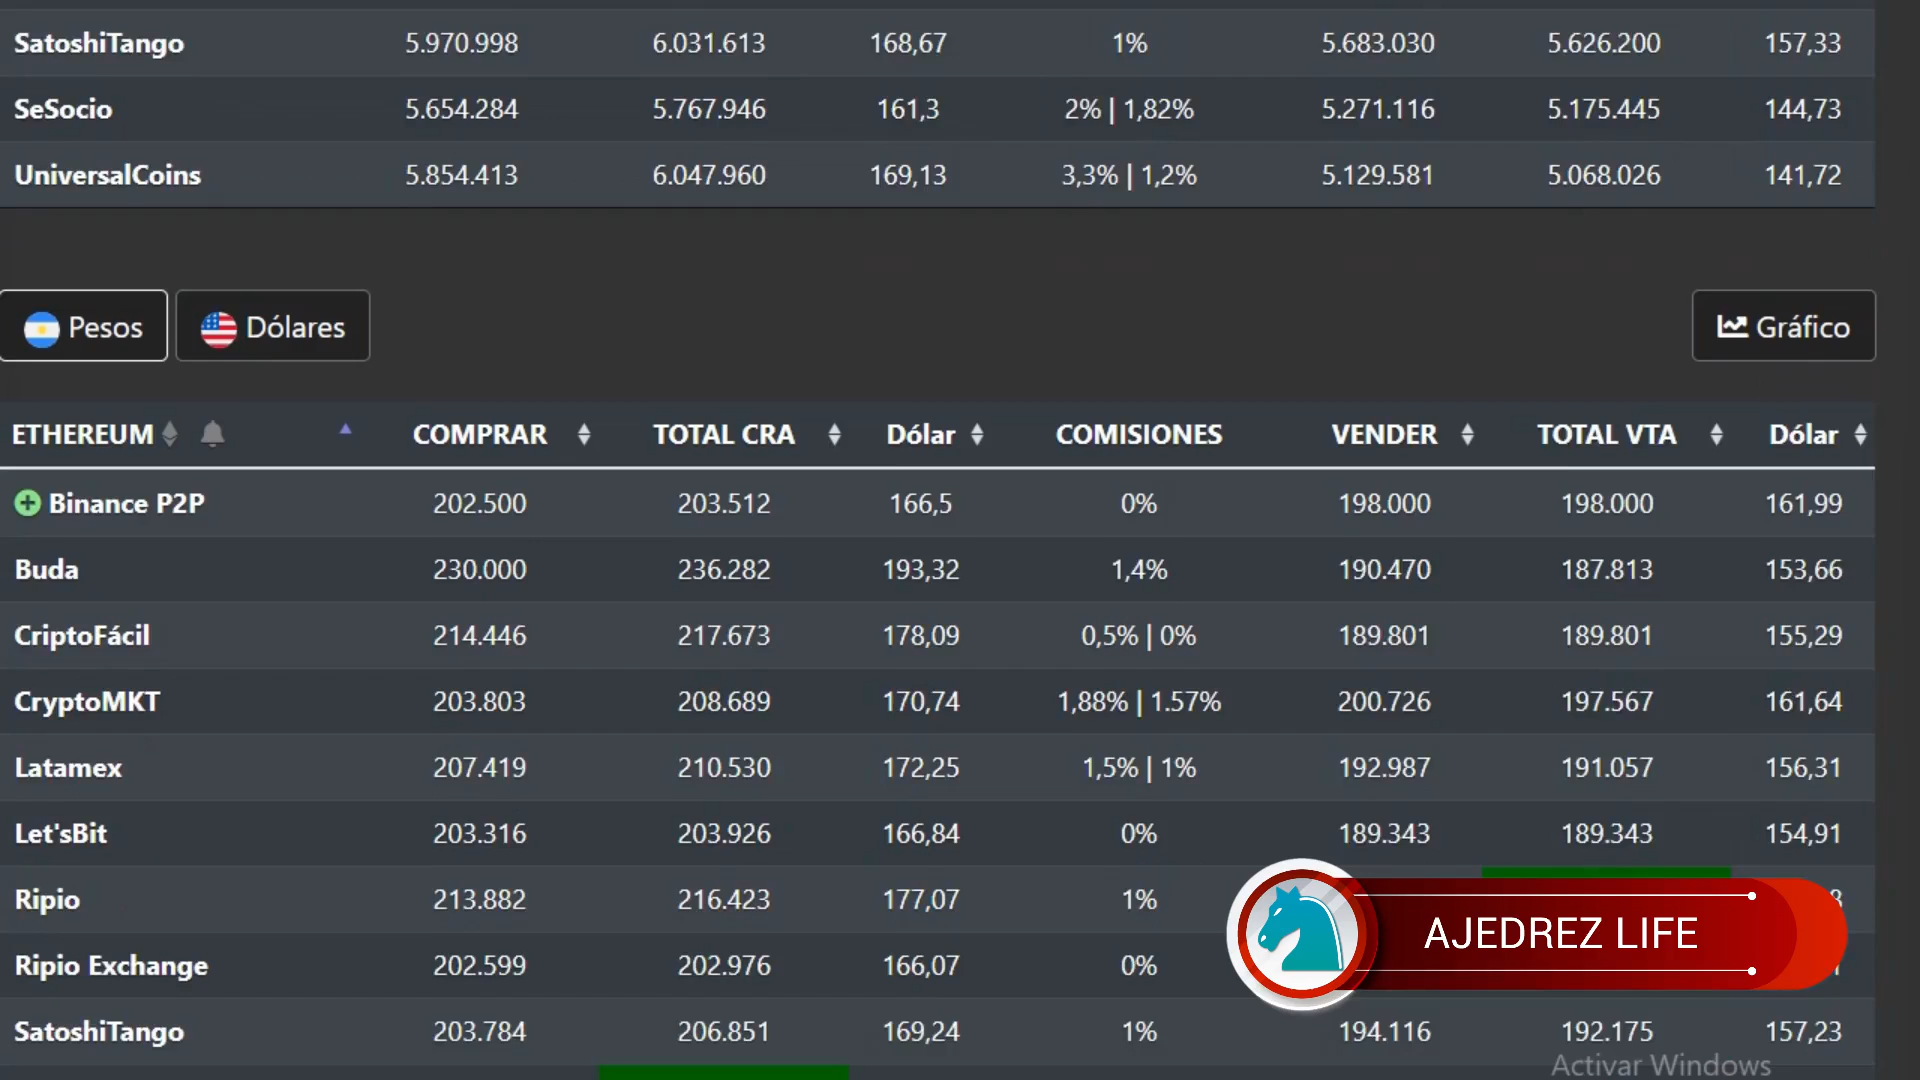 SatoshiTango 5.970.998 6.031.613 168,67 1% 5.683.030 5.626.200 157,33
SeSocio 5.654.284 5.767.946 161,3 2% | 1,82% 5.271.116 5.175.445 144,73
UniversalCoins 5.854.413 6.047.960 169,13 3,3% | 1,2% 5.129.581 5.068.026 141,72
Pesos Dólares Gráfico
ETHEREUM COMPRAR TOTAL CRA Dólar COMISIONES VENDER TOTAL VTA Dólar
Binance P2P 202.500 203.512 166,5 0% 198.000 198.000 161,99
Buda 230.000 236.282 193,32 1,4% 190.470 187.813 153,66
CriptoFácil 214.446 217.673 178,09 0,5% | 0% 189.801 189.801 155,29
CryptoMKT 203.803 208.689 170,74 1,88% | 1.57% 200.726 197.567 161,64
Latamex 207.419 210.530 172,25 1,5% | 1% 192.987 191.057 156,31
Let'sBit 203.316 203.926 166,84 0% 189.343 189.343 154,91
Ripio 213.882 216.423 177,07 1%
AJEDREZ LIFE
Ripio Exchange 202.599 202.976 166,07 0%
SatoshiTango 203.784 206.851 169,24 1% 194.116 192.175 157,23
Activar Windows